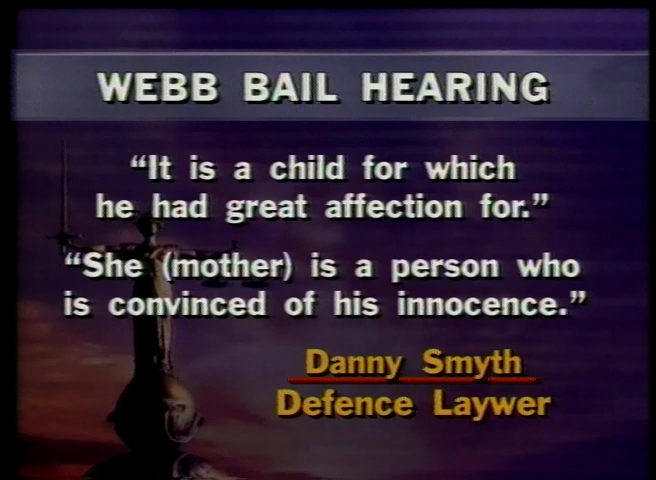 WEBB BAIL HEARING
“It is a child for which
he had great affection for.”
“She (mother) is a person who
is convinced of his innocence.”
Danny Smyth
Defence Laywer